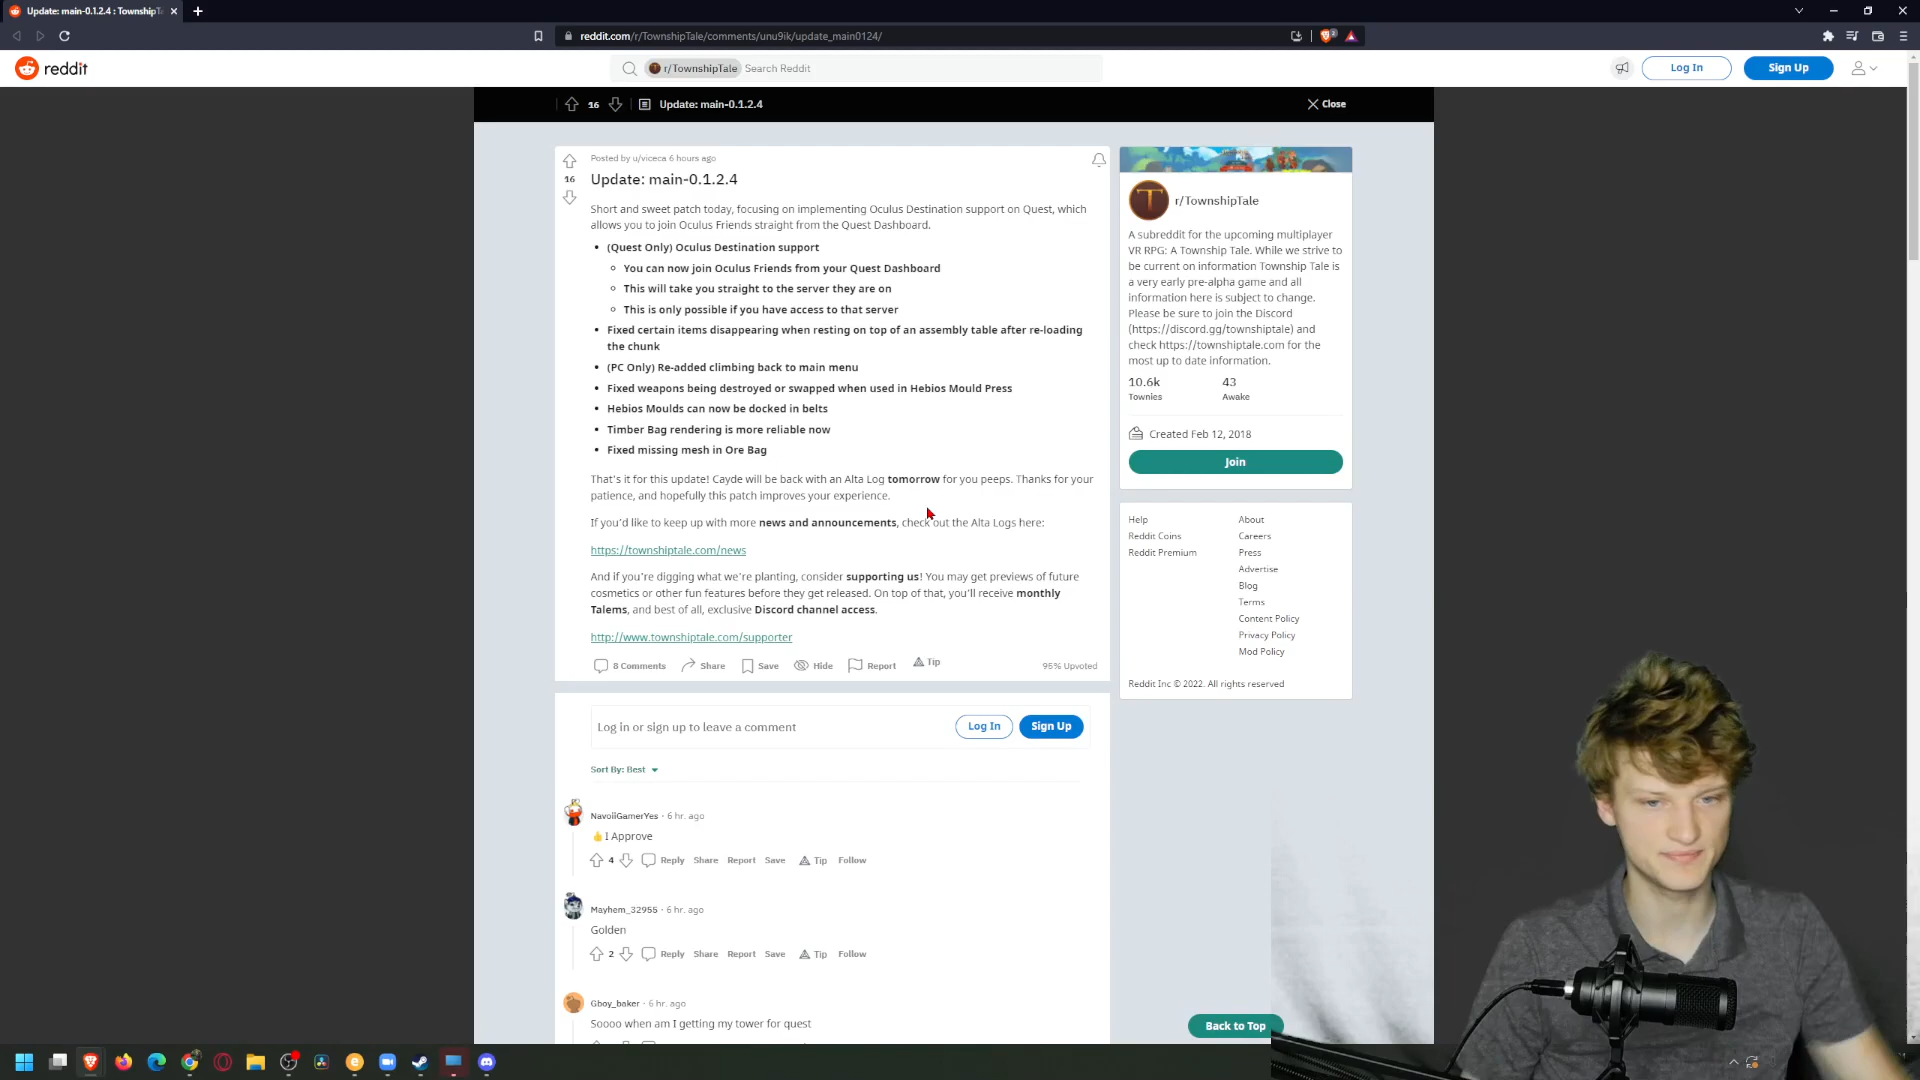 Update: main-0.1.2.4 : TownshipT
reddit.com/r/TownshipTale/comments/unu9ik/update_main0124/
reddit
r/TownshipTale Search Reddit
Log In
Sign Up
16 Update: main-0.1.2.4
Close
Posted by u/viceca 6 hours ago
16
Update: main-0.1.2.4
Short and sweet patch today, focusing on implementing Oculus Destination support on Quest, which
allows you to join Oculus Friends straight from the Quest Dashboard.
(Quest Only) Oculus Destination support
You can now join Oculus Friends from your Quest Dashboard
This will take you straight to the server they are on
This is only possible if you have access to that server
Fixed certain items disappearing when resting on top of an assembly table after re-loading
the chunk
(PC Only) Re-added climbing back to main menu
Fixed weapons being destroyed or swapped when used in Hebios Mould Press
Hebios Moulds can now be docked in belts
Timber Bag rendering is more reliable now
Fixed missing mesh in Ore Bag
That's it for this update! Cayde will be back with an Alta Log tomorrow for you peeps. Thanks for your
patience, and hopefully this patch improves your experience.
If you'd like to keep up with more news and announcements, check out the Alta Logs here:
https://townshiptale.com/news
And if you're digging what we're planting, consider supporting us! You may get previews of future
cosmetics or other fun features before they get released. On top of that, you'll receive monthly
Talems, and best of all, exclusive Discord channel access.
http://www.townshiptale.com/supporter
8 Comments Share Save Hide Report Tip 95% Upvoted
Log in or sign up to leave a comment
Log In
Sign Up
Sort By: Best
NavoiiGamerYes · 6 hr. ago
👍I Approve
4 Reply Share Report Save Tip Follow
Mayhem_32955 · 6 hr. ago
Golden
2 Reply Share Report Save Tip Follow
Gboy_baker · 6 hr. ago
Soooo when am I getting my tower for quest
r/TownshipTale
A subreddit for the upcoming multiplayer
VR RPG: A Township Tale. While we strive to
be current on information Township Tale is
a very early pre-alpha game and all
information here is subject to change.
Please be sure to join the Discord
(https://discord.gg/townshiptale) and
check https://townshiptale.com for the
most up to date information.
10.6k 43
Townies Awake
Created Feb 12, 2018
Join
Help About
Reddit Coins Careers
Reddit Premium Press
Advertise
Blog
Terms
Content Policy
Privacy Policy
Mod Policy
Reddit Inc © 2022. All rights reserved
Back to Top